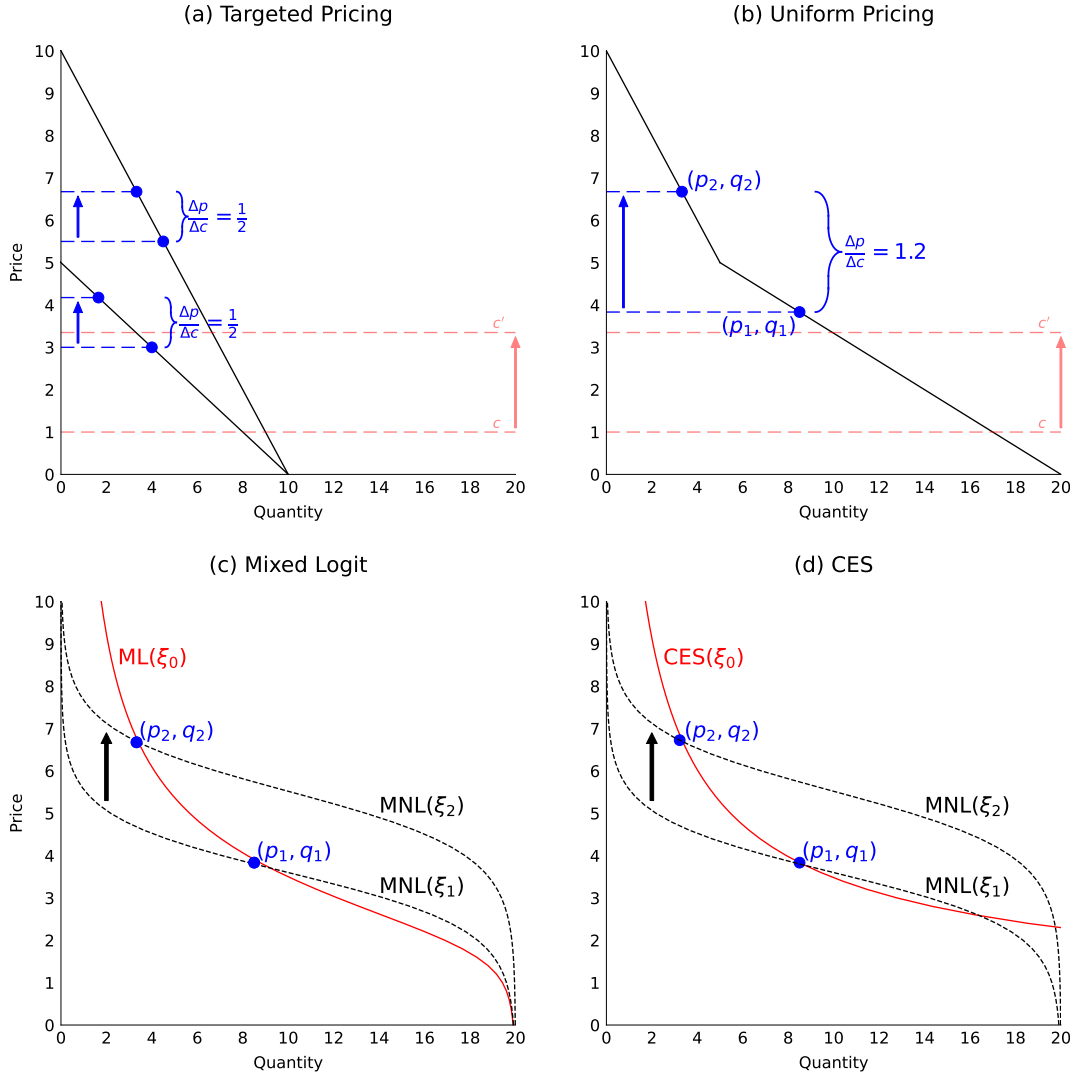 (a) Targeted Pricing
10
9
8
7
6
5
4
3
2
1
0
Price
Δp/Δc = 1/2
Δp/Δc = 1/2
c′
c
0 2 4 6 8 10 12 14 16 18 20
Quantity
(b) Uniform Pricing
10
9
8
7
6
5
4
3
2
1
0
(p₂, q₂)
Δp/Δc = 1.2
(p₁, q₁)
c′
c
0 2 4 6 8 10 12 14 16 18 20
Quantity
(c) Mixed Logit
10
9
8
7
6
5
4
3
2
1
0
Price
ML(ξ₀)
(p₂, q₂)
MNL(ξ₂)
(p₁, q₁)
MNL(ξ₁)
0 2 4 6 8 10 12 14 16 18 20
Quantity
(d) CES
10
9
8
7
6
5
4
3
2
1
0
CES(ξ₀)
(p₂, q₂)
MNL(ξ₂)
(p₁, q₁)
MNL(ξ₁)
0 2 4 6 8 10 12 14 16 18 20
Quantity